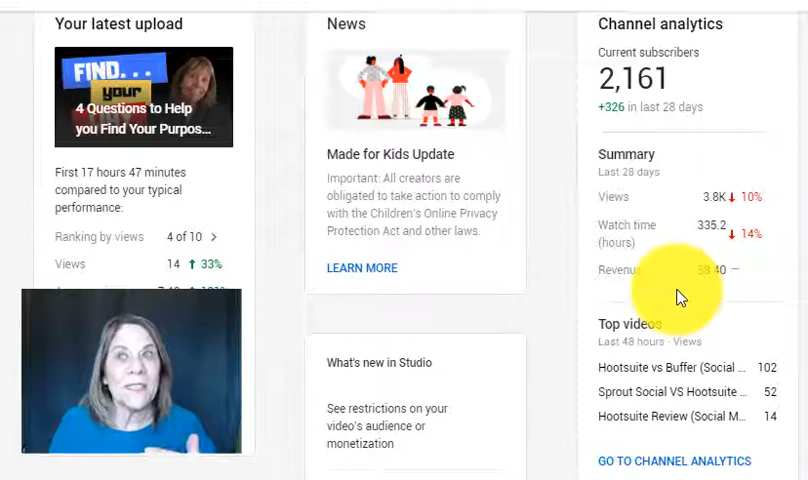 Your latest upload
FIND. . .
your
4 Questions to Help
you Find Your Purpos...
First 17 hours 47 minutes
compared to your typical
performance:
Ranking by views 4 of 10 >
Views 14 ↑ 33%
News
Made for Kids Update
Important: All creators are
obligated to take action to comply
with the Children's Online Privacy
Protection Act and other laws.
LEARN MORE
What's new in Studio
See restrictions on your
video's audience or
monetization
Channel analytics
Current subscribers
2,161
+326 in last 28 days
Summary
Last 28 days
Views 3.8K ↓ 10%
Watch time
(hours) 335.2 ↓ 14%
Revenue —
Top videos
Last 48 hours · Views
Hootsuite vs Buffer (Social ... 102
Sprout Social VS Hootsuite ... 52
Hootsuite Review (Social M... 14
GO TO CHANNEL ANALYTICS